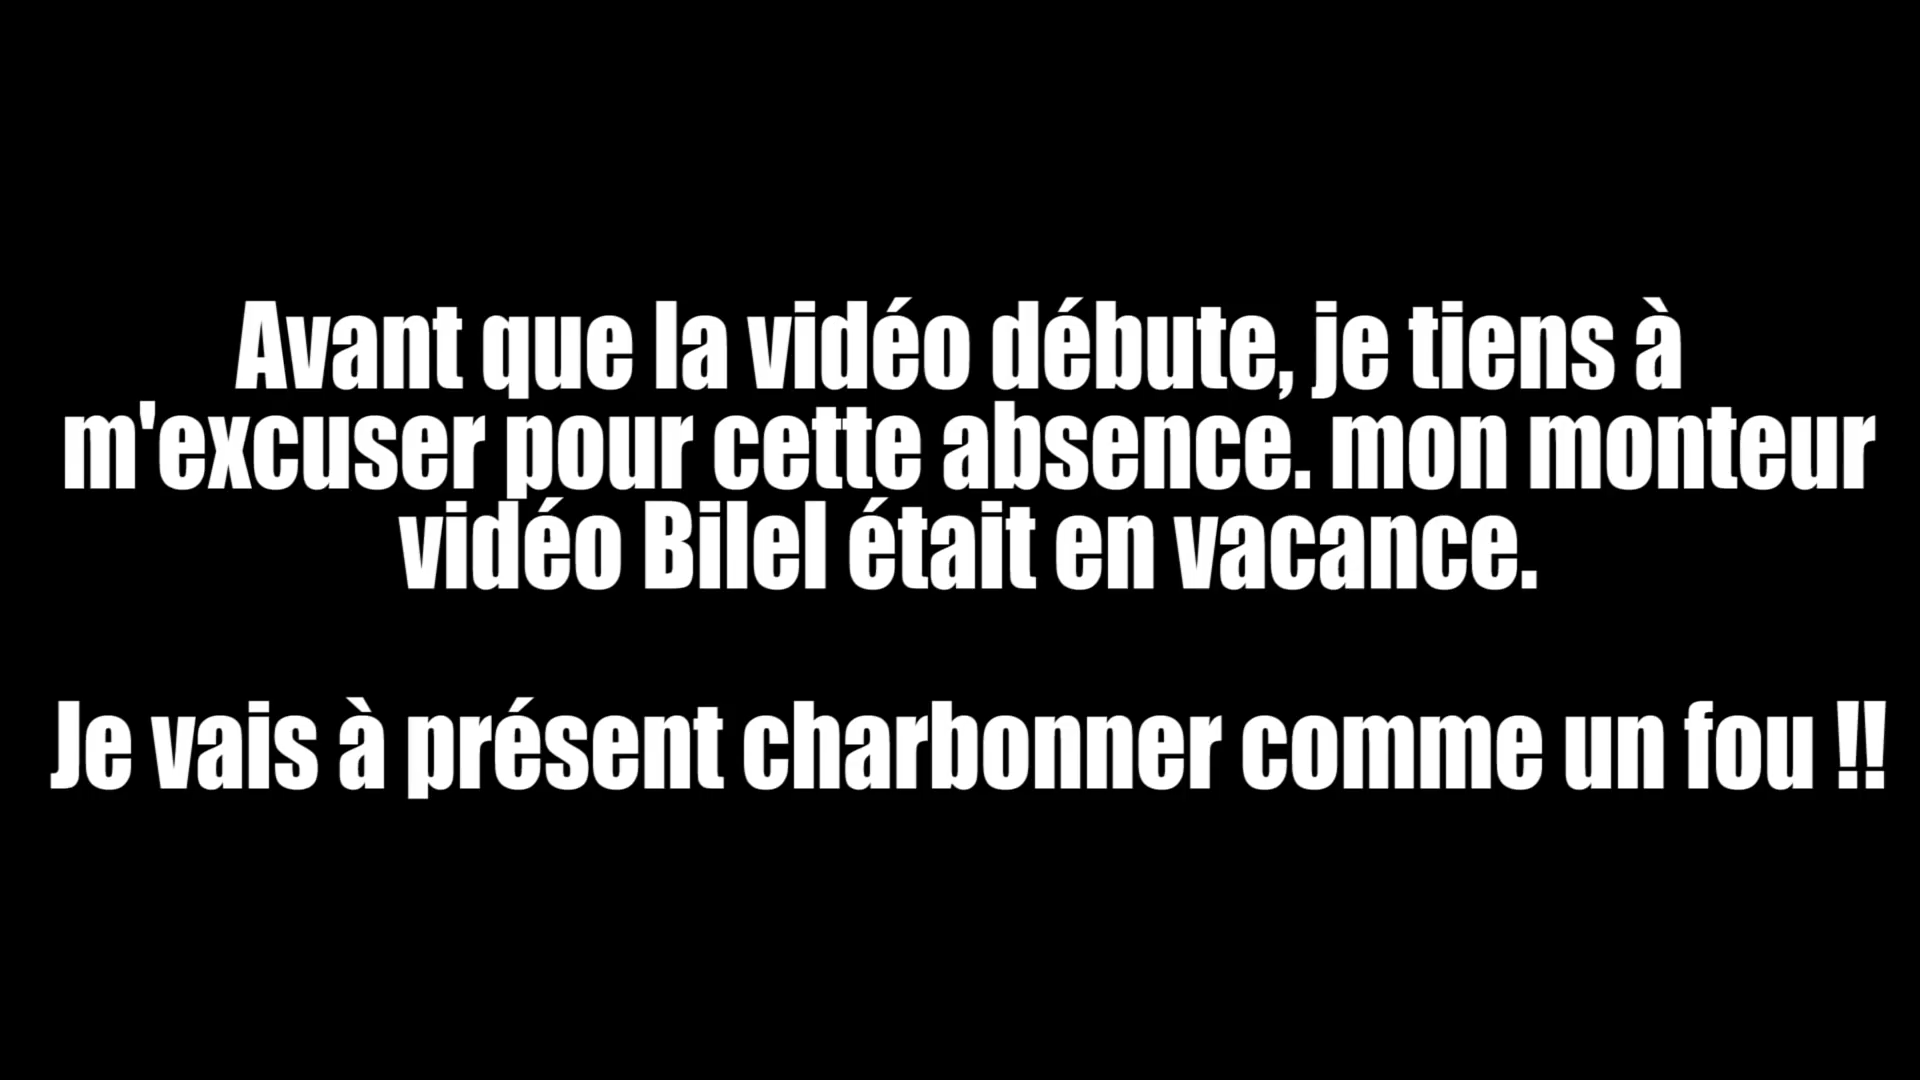 Avant que la vidéo débute, je tiens à
m'excuser pour cette absence. mon monteur
vidéo Bilel était en vacance.
Je vais à présent charbonner comme un fou !!